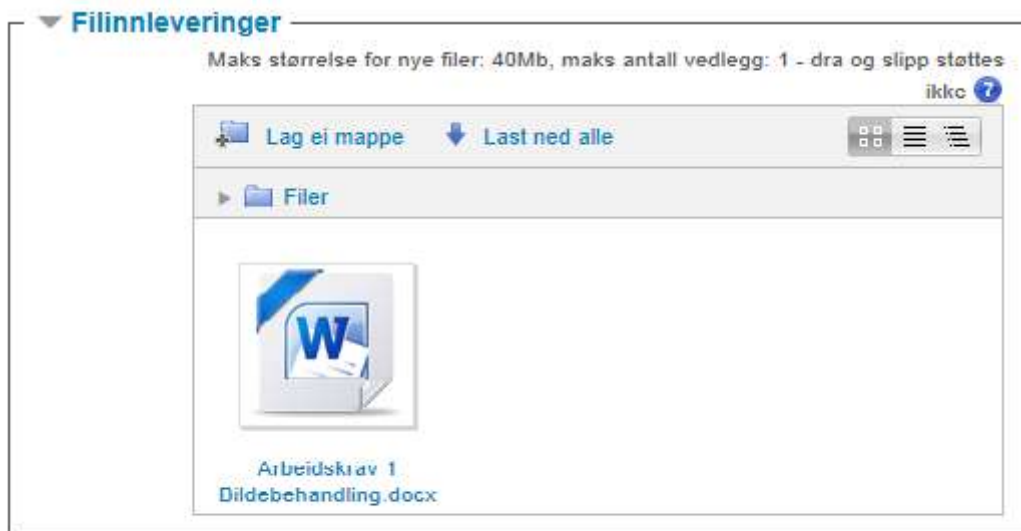 Filinnleveringer
Maks størrelse for nye filer: 40Mb, maks antall vedlegg: 1 - dra og slipp støttes
ikke ?
Lag ei mappe Last ned alle
Filer
W
Arbeidskrav 1
Bildebehandling.docx